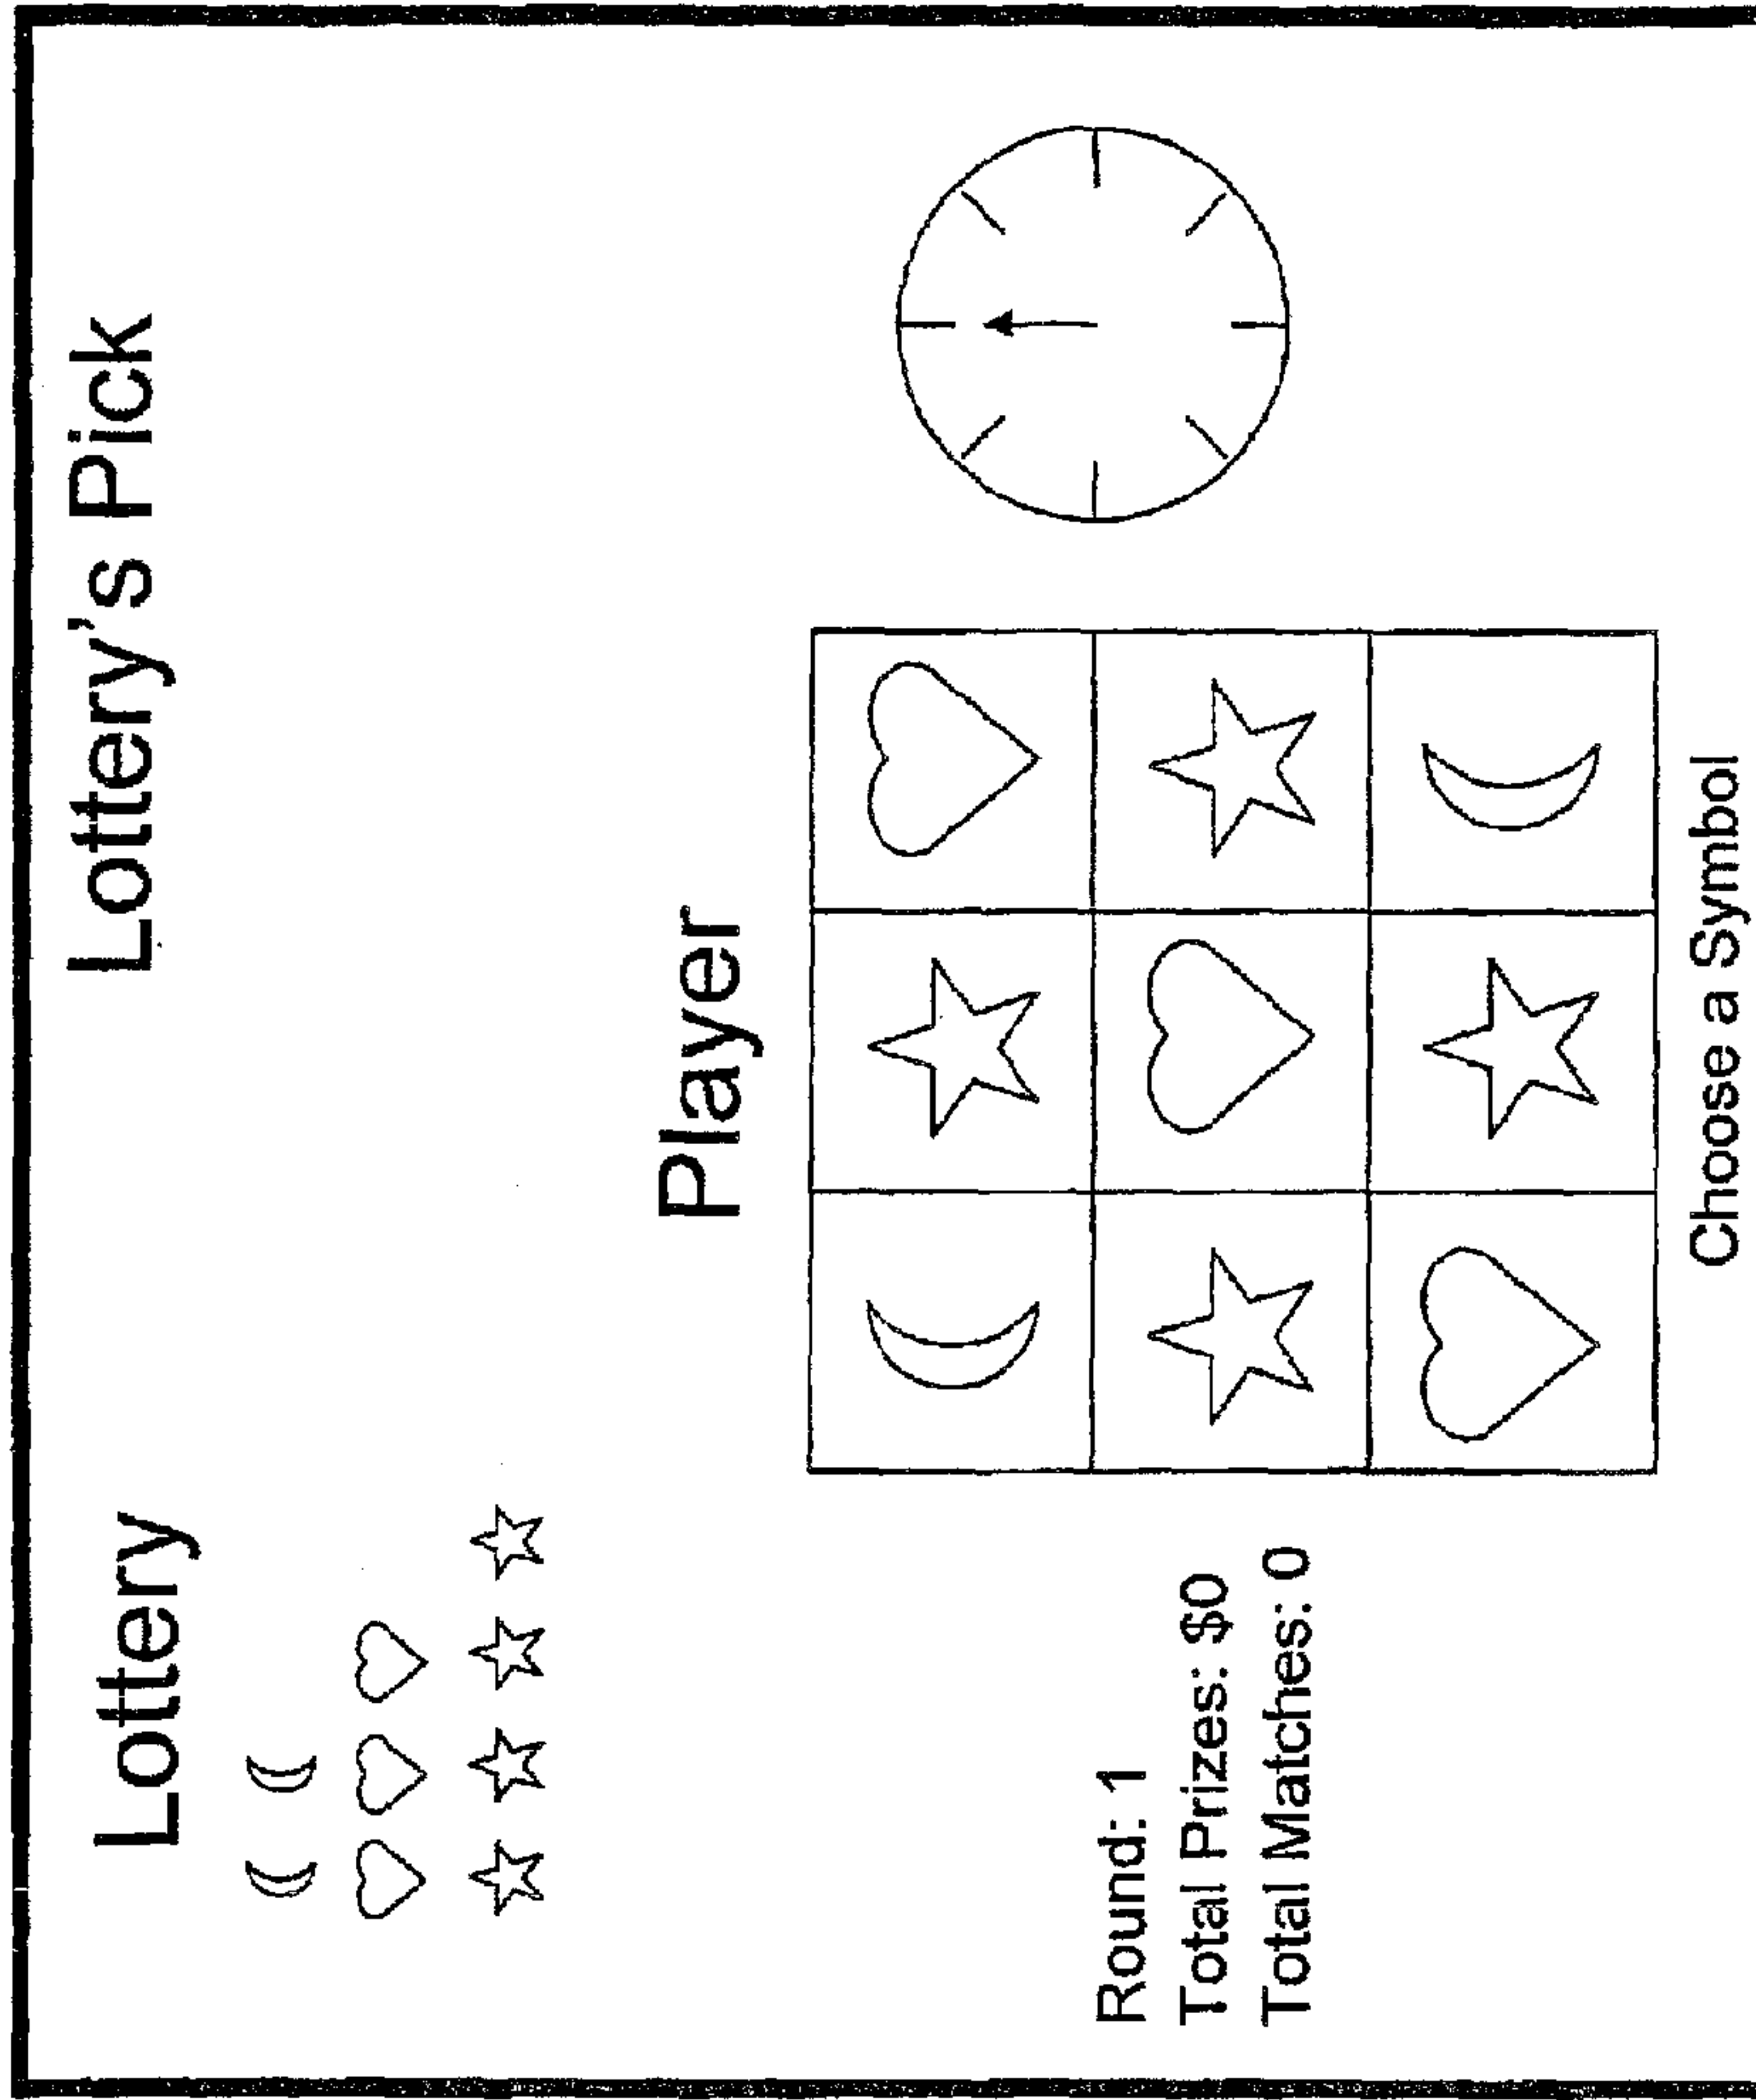 Lottery
Lottery's Pick
Player
Round: 1
Total Prizes: $0
Total Matches: 0
Choose a Symbol